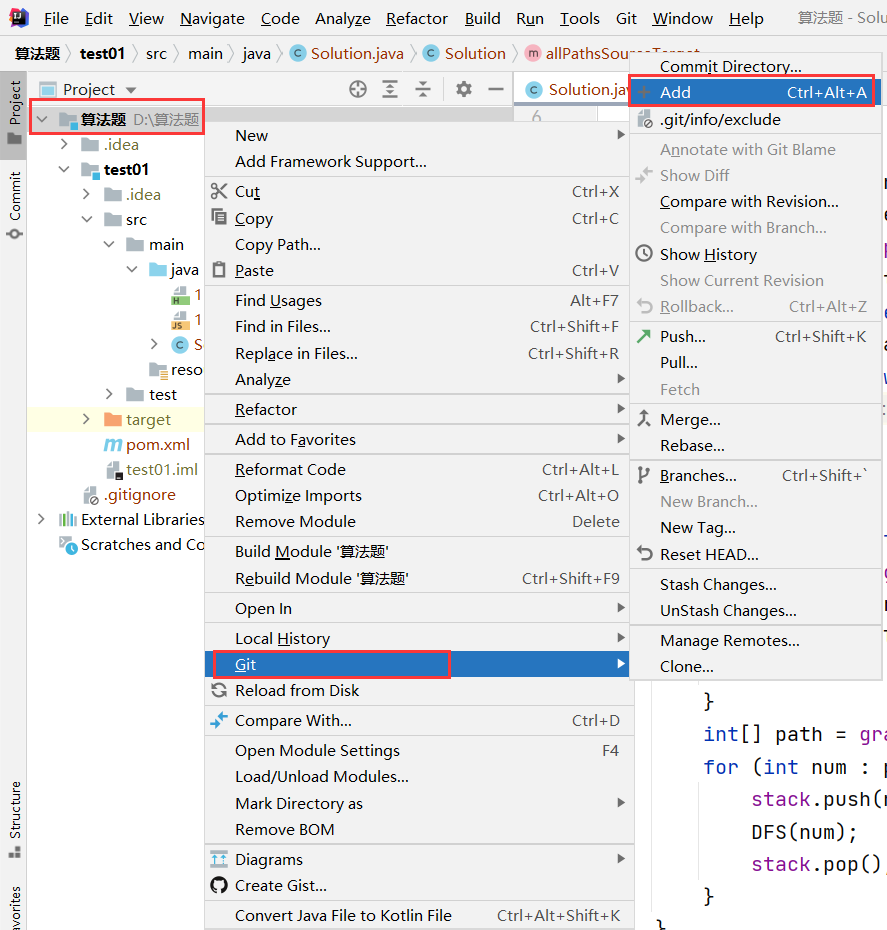 File Edit View Navigate Code Analyze Refactor Build Run Tools Git Window Help 算法题 - Solu
算法题 test01 src main java Solution.java Solution allPathsSourceTarget
Project
Solution.java
6
Project
Commit
Structure
avorites
算法题 D:\算法题
.idea
test01
.idea
src
main
java
1
1
S
reso
test
target
pom.xml
test01.iml
.gitignore
External Libraries
Scratches and Co
New
Add Framework Support...
Cut Ctrl+X
Copy Ctrl+C
Copy Path...
Paste Ctrl+V
Find Usages Alt+F7
Find in Files... Ctrl+Shift+F
Replace in Files... Ctrl+Shift+R
Analyze
Refactor
Add to Favorites
Reformat Code Ctrl+Alt+L
Optimize Imports Ctrl+Alt+O
Remove Module Delete
Build Module '算法题'
Rebuild Module '算法题' Ctrl+Shift+F9
Open In
Local History
Git
Reload from Disk
Compare With... Ctrl+D
Open Module Settings F4
Load/Unload Modules...
Mark Directory as
Remove BOM
Diagrams
Create Gist...
Convert Java File to Kotlin File Ctrl+Alt+Shift+K
Commit Directory...
Add Ctrl+Alt+A
.git/info/exclude
Annotate with Git Blame
Show Diff
Compare with Revision...
Compare with Branch...
Show History
Show Current Revision
Rollback... Ctrl+Alt+Z
Push... Ctrl+Shift+K
Pull...
Fetch
Merge...
Rebase...
Branches... Ctrl+Shift+`
New Branch...
New Tag...
Reset HEAD...
Stash Changes...
UnStash Changes...
Manage Remotes...
Clone...
}
int[] path = gra
for (int num : p
stack.push(n
DFS(num);
stack.pop()
}
}